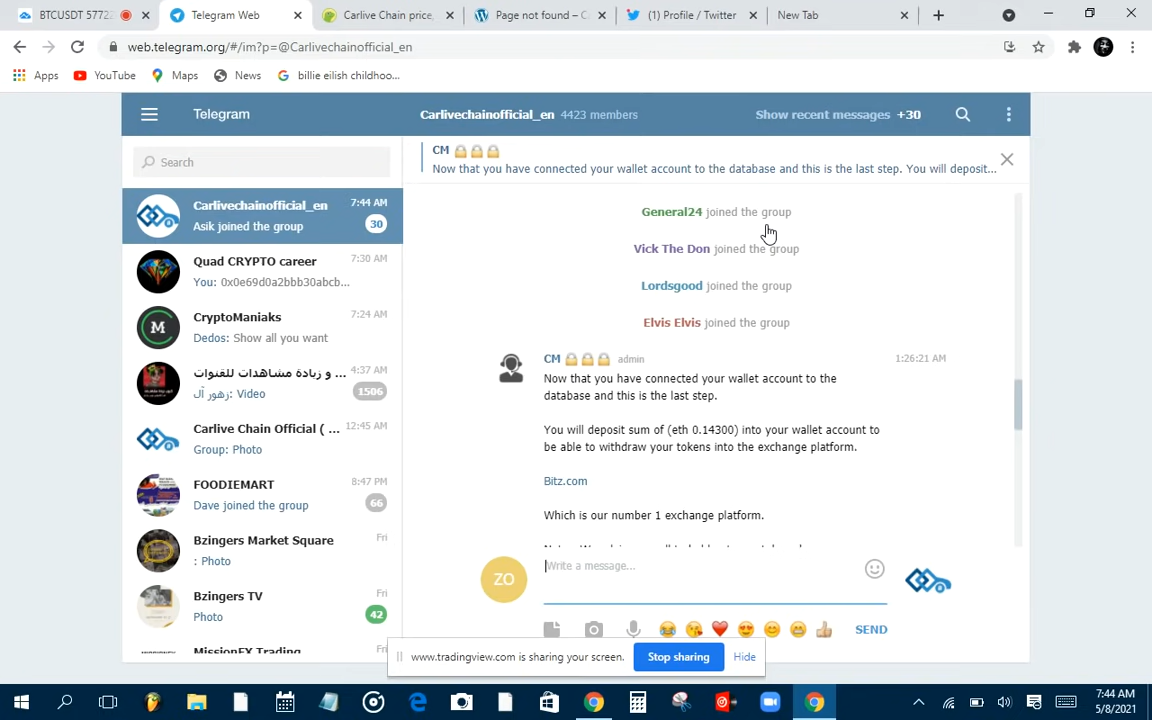 BTCUSDT 5772
Telegram Web
Carlive Chain price,
Page not found – C
(1) Profile / Twitter
New Tab
web.telegram.org/#/im?p=@Carlivechainofficial_en
Apps
YouTube
Maps
News
billie eilish childhoo...
Telegram
Carlivechainofficial_en 4423 members
Show recent messages +30
Search
CM 🔒🔒🔒
Now that you have connected your wallet account to the database and this is the last step. You will deposit...
Carlivechainofficial_en 7:44 AM
Asik joined the group 30
Quad CRYPTO career 7:30 AM
You: 0x0e69d0a2bbb30abcb...
CryptoManiaks 7:24 AM
Dedos: Show all you want
و زيادة مشاهدات للقنوات ... 4:37 AM
زهور آل: Video 1506
Carlive Chain Official ( ... 12:45 AM
Group: Photo
FOODIEMART 8:47 PM
Dave joined the group 66
Bzingers Market Square Fri
: Photo
Bzingers TV Fri
Photo 42
MissionFX Trading Fri
General24 joined the group
Vick The Don joined the group
Lordsgood joined the group
Elvis Elvis joined the group
CM 🔒🔒🔒 admin 1:26:21 AM
Now that you have connected your wallet account to the
database and this is the last step.
You will deposit sum of (eth 0.14300) into your wallet account to
be able to withdraw your tokens into the exchange platform.
Bitz.com
Which is our number 1 exchange platform.
ZO
Write a message...
SEND
www.tradingview.com is sharing your screen.
Stop sharing
Hide
7:44 AM
5/8/2021